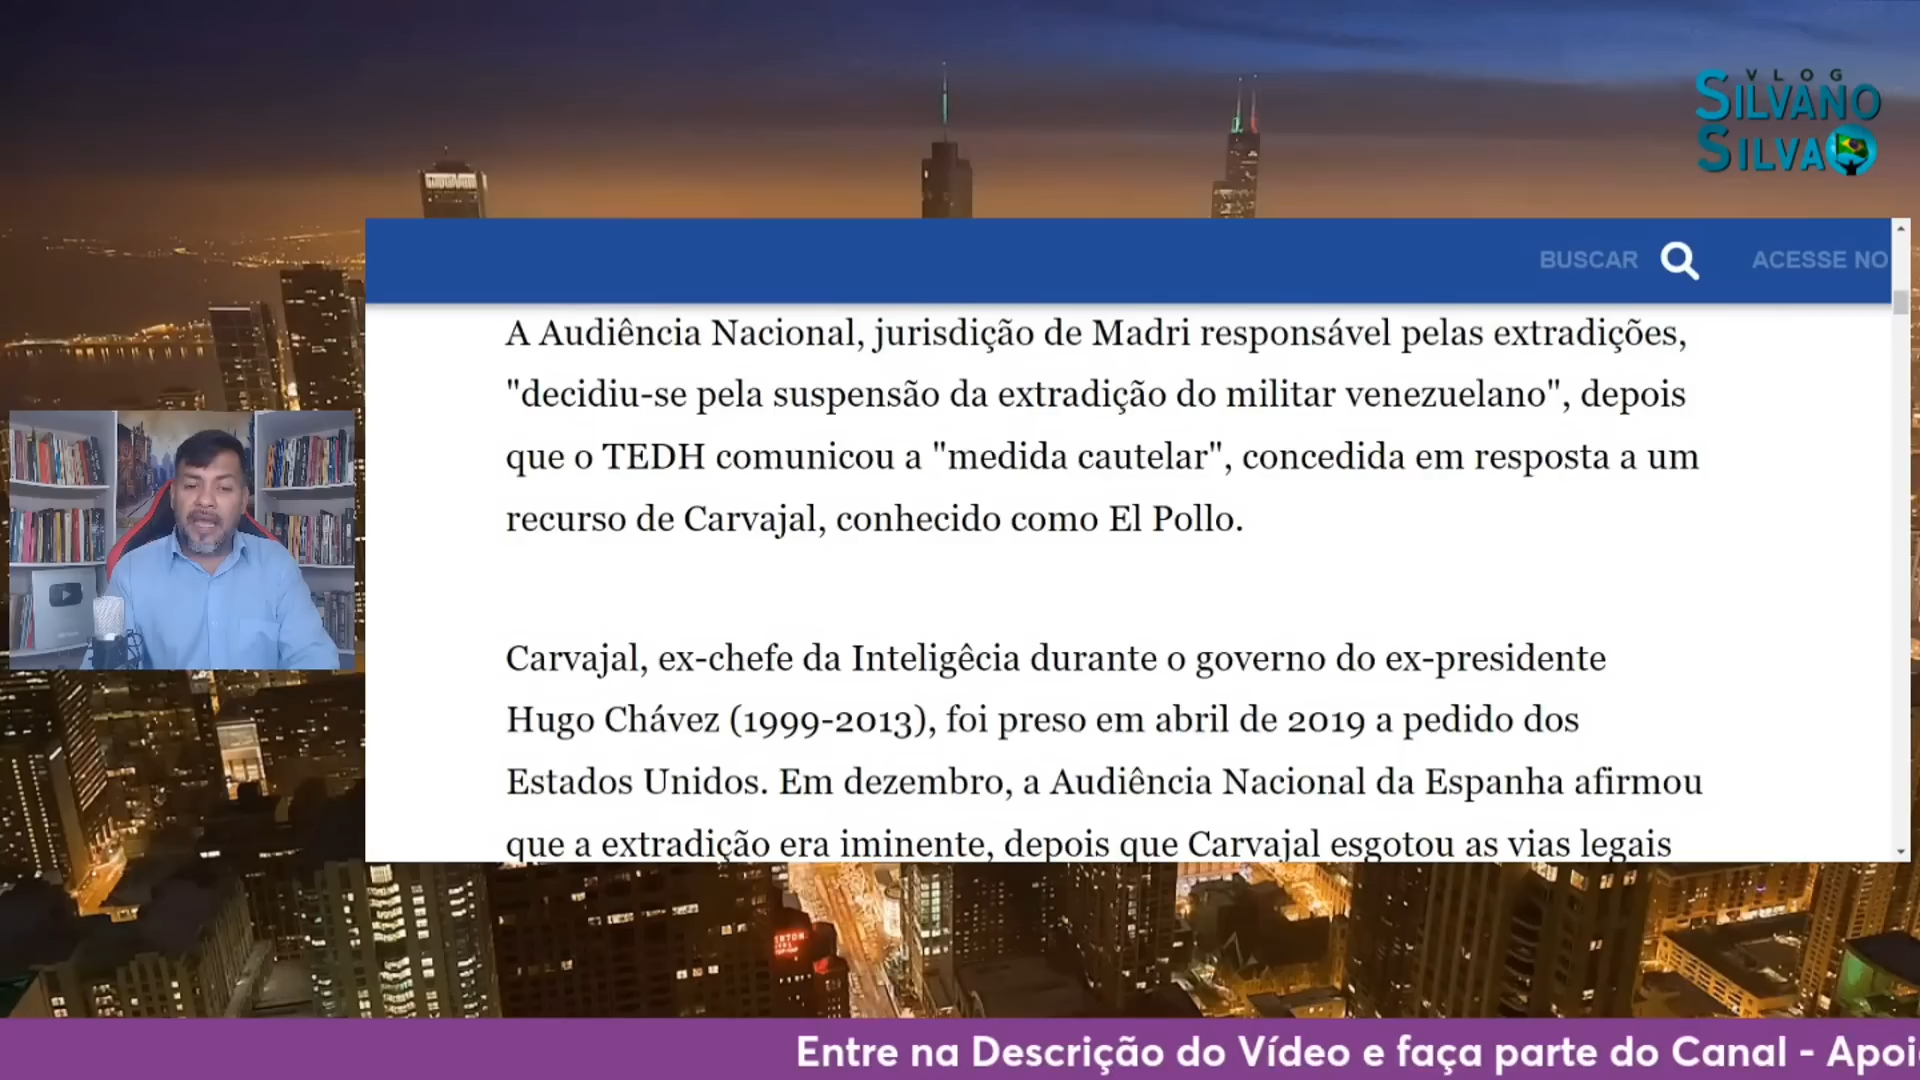 VLOG
SILVANO
SILVA
BUSCAR
ACESSE NO
A Audiência Nacional, jurisdição de Madri responsável pelas extradições,
"decidiu-se pela suspensão da extradição do militar venezuelano", depois
que o TEDH comunicou a "medida cautelar", concedida em resposta a um
recurso de Carvajal, conhecido como El Pollo.
Carvajal, ex-chefe da Inteligêcia durante o governo do ex-presidente
Hugo Chávez (1999-2013), foi preso em abril de 2019 a pedido dos
Estados Unidos. Em dezembro, a Audiência Nacional da Espanha afirmou
que a extradição era iminente, depois que Carvajal esgotou as vias legais
Entre na Descrição do Vídeo e faça parte do Canal - Apoi